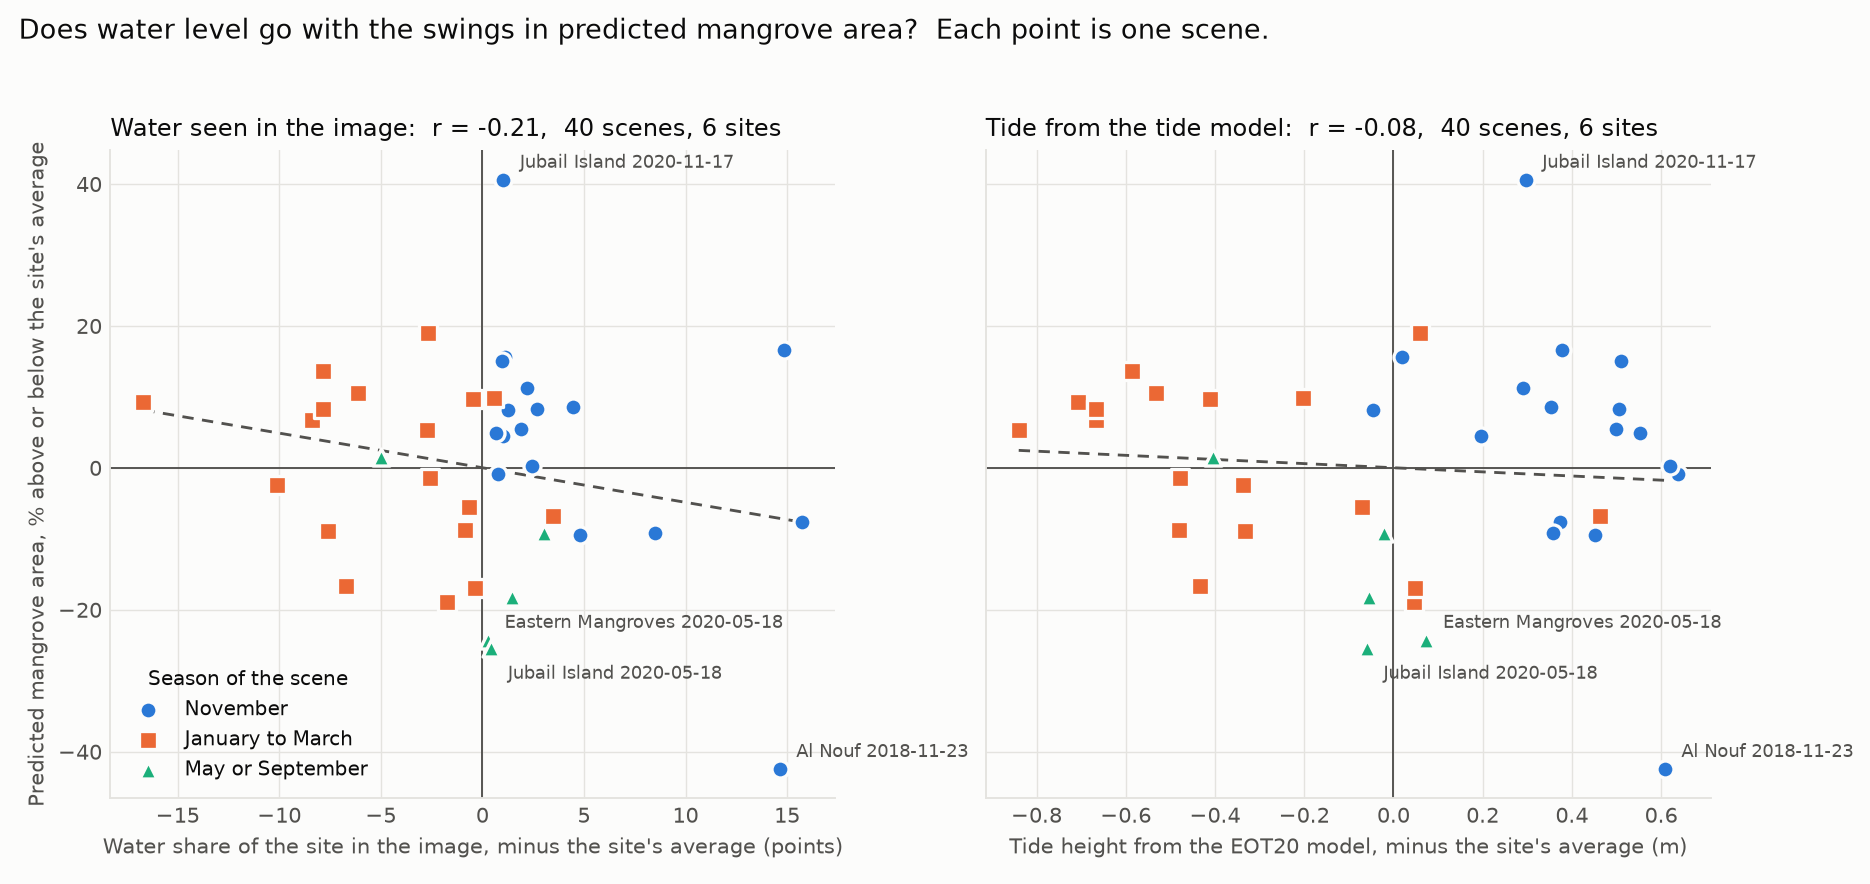 Does water level go with the swings in predicted mangrove area?  Each point is one scene.
Water seen in the image:  r = -0.21,  40 scenes, 6 sites
Predicted mangrove area, % above or below the site's average
40
20
0
−20
−40
Jubail Island 2020-11-17
Eastern Mangroves 2020-05-18
Jubail Island 2020-05-18
Al Nouf 2018-11-23
Season of the scene
November
January to March
May or September
−15
−10
−5
0
5
10
15
Water share of the site in the image, minus the site's average (points)
Tide from the tide model:  r = -0.08,  40 scenes, 6 sites
Jubail Island 2020-11-17
Eastern Mangroves 2020-05-18
Jubail Island 2020-05-18
Al Nouf 2018-11-23
−0.8
−0.6
−0.4
−0.2
0.0
0.2
0.4
0.6
Tide height from the EOT20 model, minus the site's average (m)